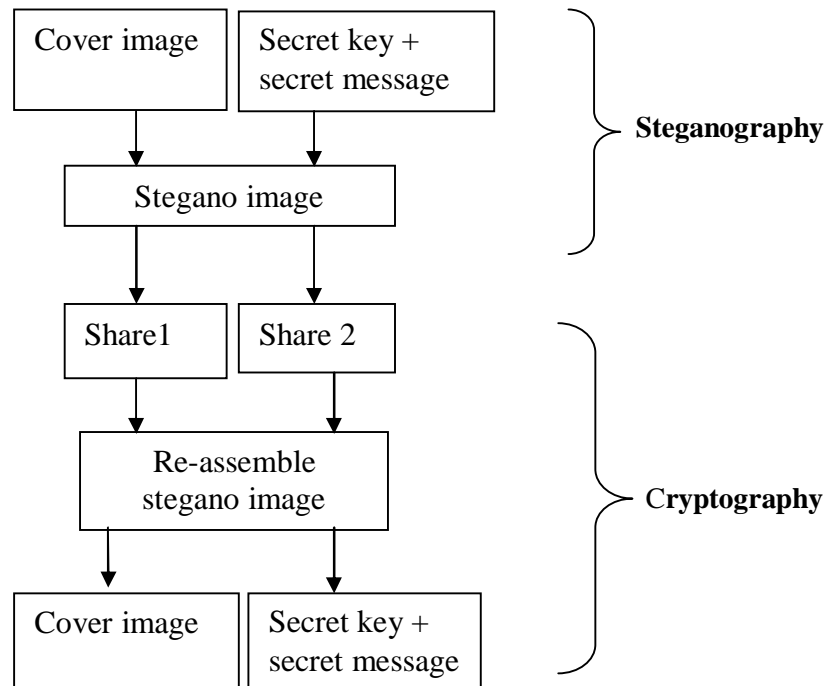 Cover image
Secret key +
secret message
Steganography
Stegano image
Share1
Share 2
Re-assemble
stegano image
Cryptography
Cover image
Secret key +
secret message